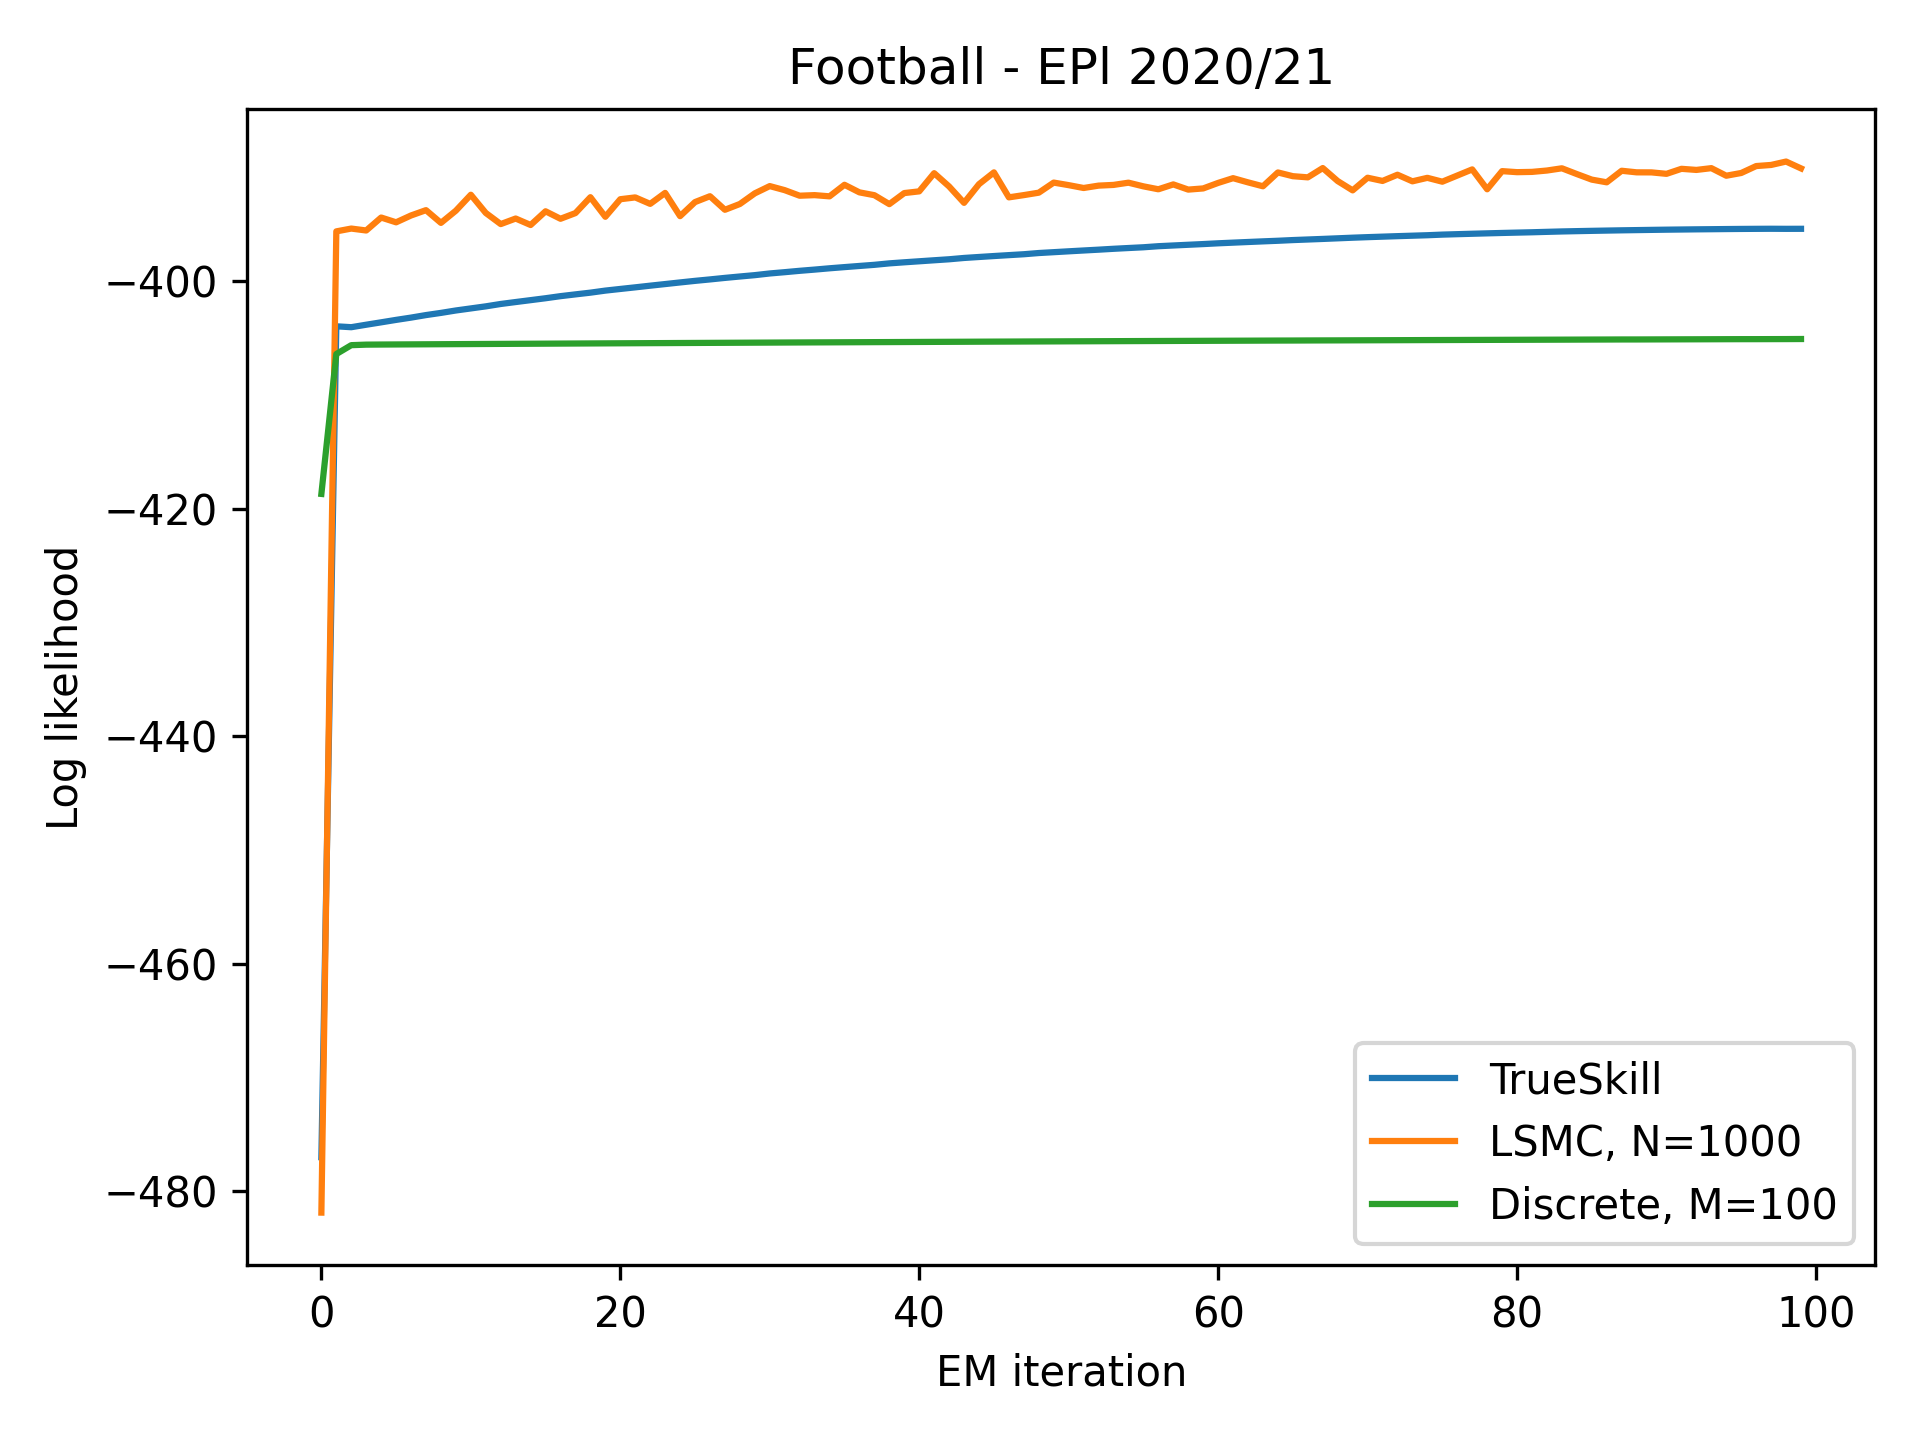 Football - EPl 2020/21
Log likelihood
−400
−420
−440
−460
−480
TrueSkill
LSMC, N=1000
Discrete, M=100
0 20 40 60 80 100
EM iteration